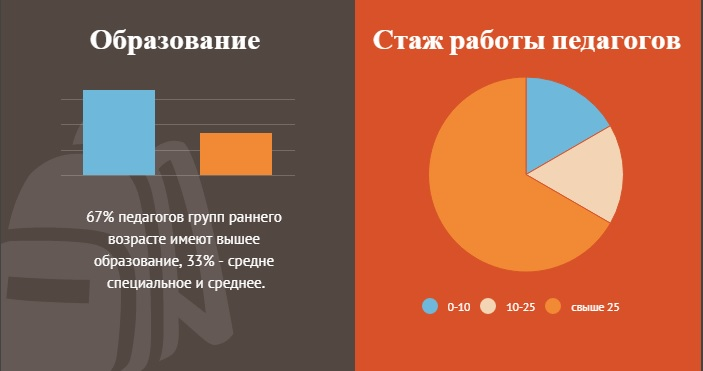 Образование
67% педагогов групп раннего
возрасте имеют вышее
образование, 33% - средне
специальное и среднее.
Стаж работы педагогов
0-10
10-25
свыше 25